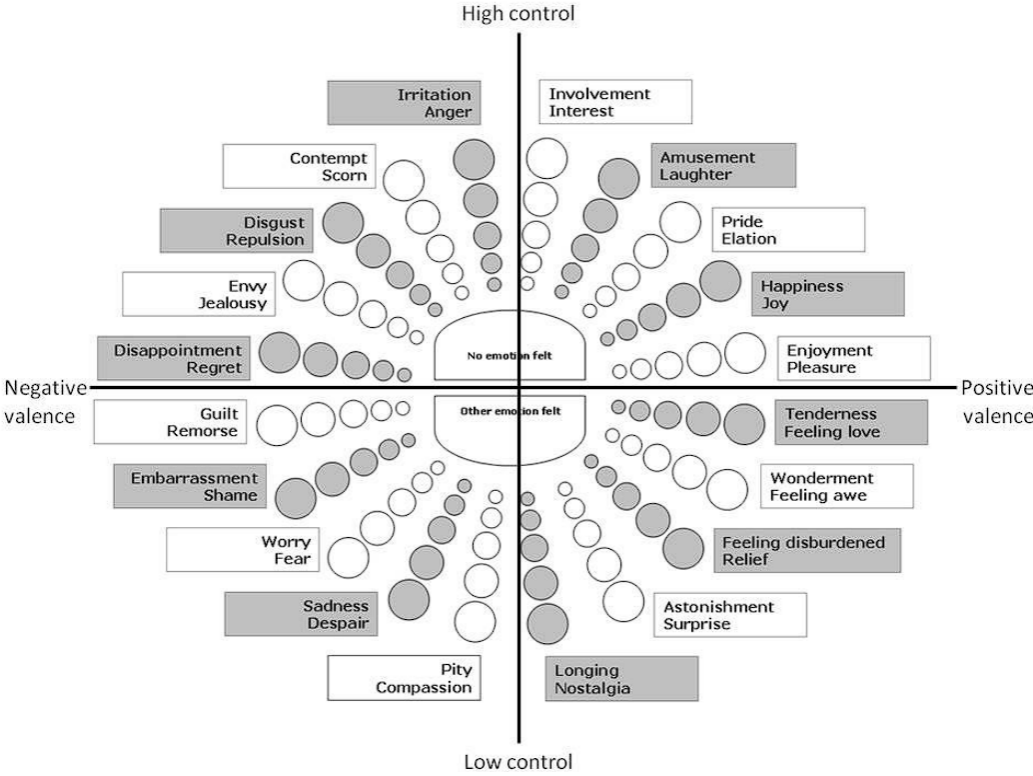 High control
Irritation
Anger
Involvement
Interest
Contempt
Scorn
Amusement
Laughter
Disgust
Repulsion
Pride
Elation
Envy
Jealousy
Happiness
Joy
Disappointment
Regret
No emotion felt
Enjoyment
Pleasure
Negative
valence
Positive
valence
Guilt
Remorse
Other emotion felt
Tenderness
Feeling love
Embarrassment
Shame
Wonderment
Feeling awe
Worry
Fear
Feeling disburdened
Relief
Sadness
Despair
Astonishment
Surprise
Pity
Compassion
Longing
Nostalgia
Low control